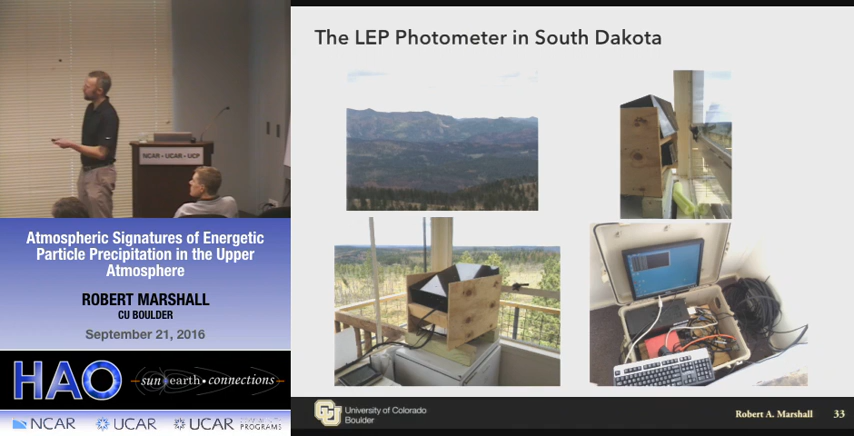 The LEP Photometer in South Dakota
NCAR • UCAR • UCP
Atmospheric Signatures of Energetic
Particle Precipitation in the Upper
Atmosphere
ROBERT MARSHALL
CU BOULDER
September 21, 2016
HAO
sun earth • connections
NCAR
UCAR
UCAR PROGRAMS
CU
University of Colorado
Boulder
Robert A. Marshall
33